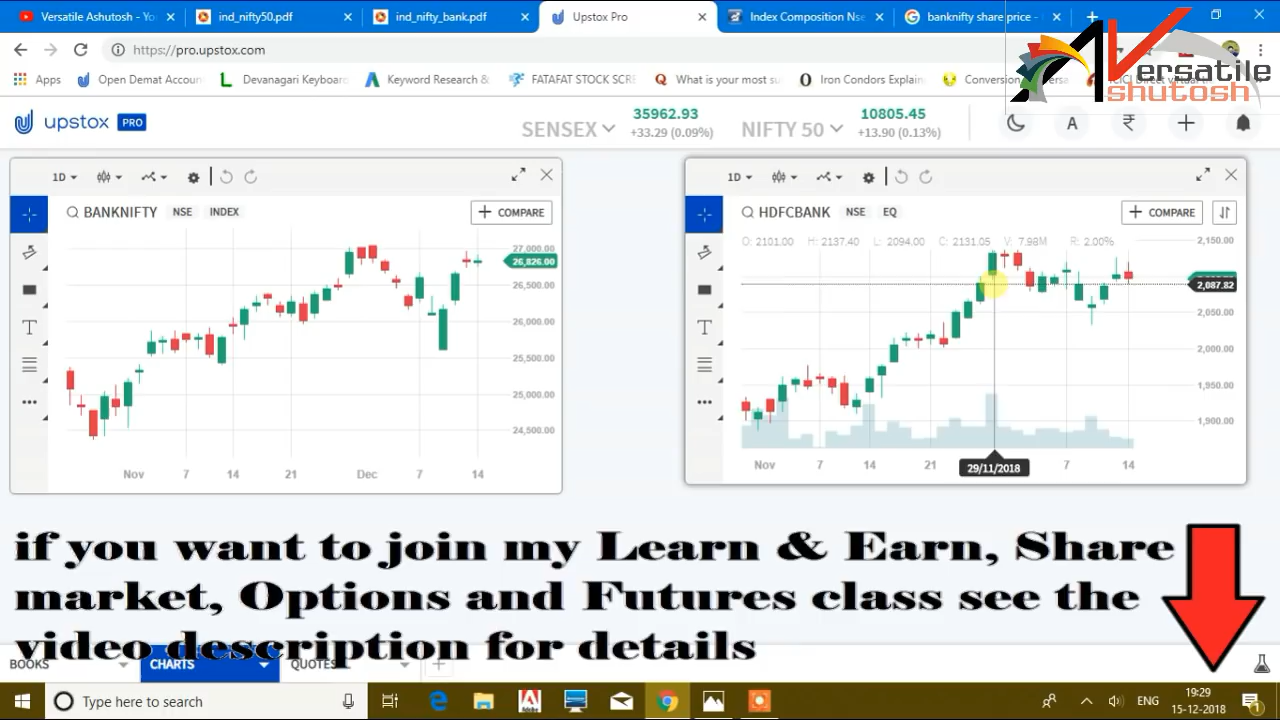 Versatile Ashutosh - Yo
ind_nifty50.pdf
ind_nifty_bank.pdf
Upstox Pro
Index Composition Nse
banknifty share price -
https://pro.upstox.com
Versatile
Ashutosh
Apps
Open Demat Accoun
Devanagari Keyboard
Keyword Research
FATAFAT STOCK SCRE
What is your most su
Iron Condors Explain
Conversion
ICICI Direct virtual
upstox PRO
SENSEX
35962.93
+33.29 (0.09%)
NIFTY 50
10805.45
+13.90 (0.13%)
A
₹
1D
BANKNIFTY NSE INDEX
COMPARE
27,000.00
26,826.00
26,500.00
26,000.00
25,500.00
25,000.00
24,500.00
Nov 7 14 21 Dec 7 14
1D
HDFCBANK NSE EQ
COMPARE
O: 2101.00 H: 2137.40 L: 2094.00 C: 2131.05 V: 7.98M R: 2.00%
2,150.00
2,087.82
2,050.00
2,000.00
1,950.00
1,900.00
Nov 7 14 21 29/11/2018 7 14
if you want to join my Learn & Earn, Share
market, Options and Futures class see the
video description for details
BOOKS
CHARTS
QUOTES
Type here to search
ENG
19:29
15-12-2018
1